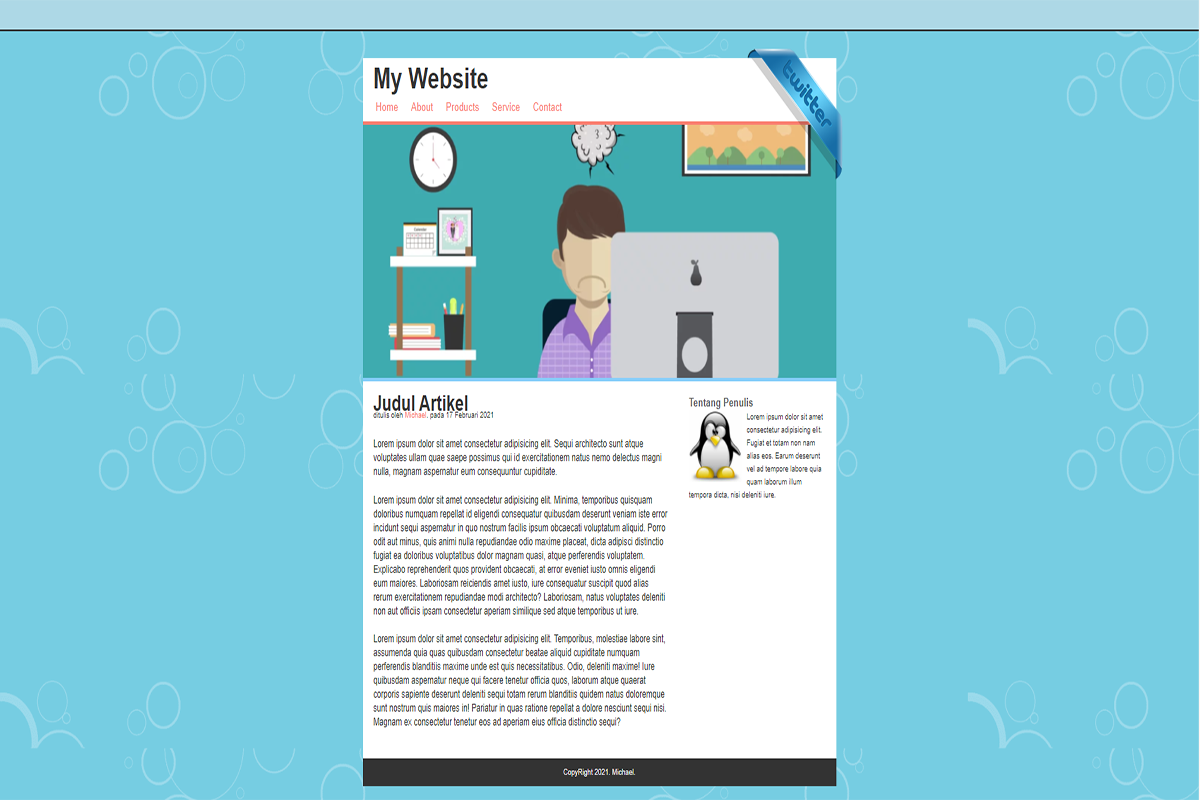 My Website
twitter
Home About Products Service Contact
Judul Artikel
ditulis oleh Michael. pada 17 Februari 2021
Lorem ipsum dolor sit amet consectetur adipisicing elit. Sequi architecto sunt atque
voluptates ullam quae saepe possimus qui id exercitationem natus nemo delectus magni
nulla, magnam aspernatur eum consequuntur cupiditate.
Lorem ipsum dolor sit amet consectetur adipisicing elit. Minima, temporibus quisquam
doloribus numquam repellat id eligendi consequatur quibusdam deserunt veniam iste error
incidunt sequi aspernatur in quo nostrum facilis ipsum obcaecati voluptatum aliquid. Porro
odit aut minus, quis animi nulla repudiandae odio maxime placeat, dicta adipisci distinctio
fugiat ea doloribus voluptatibus dolor magnam quasi, atque perferendis voluptatem.
Explicabo reprehenderit quos provident obcaecati, at error eveniet iusto omnis eligendi
eum maiores. Laboriosam reiciendis amet iusto, iure consequatur suscipit quod alias
rerum exercitationem repudiandae modi architecto? Laboriosam, natus voluptates deleniti
non aut officiis ipsam consectetur aperiam similique sed atque temporibus ut iure.
Lorem ipsum dolor sit amet consectetur adipisicing elit. Temporibus, molestiae labore sint,
assumenda quia quas quibusdam consectetur beatae aliquid cupiditate numquam
perferendis blanditiis maxime unde est quis necessitatibus. Odio, deleniti maxime! Iure
quibusdam aspernatur neque qui facere tenetur officia quos, laborum atque quaerat
corporis sapiente deserunt deleniti sequi totam rerum blanditiis quidem natus doloremque
sunt nostrum quis maiores in! Pariatur in quas ratione repellat a dolore nesciunt sequi nisi.
Magnam ex consectetur tenetur eos ad aperiam eius officia distinctio sequi?
Tentang Penulis
Lorem ipsum dolor sit amet
consectetur adipisicing elit.
Fugiat et totam non nam
alias eos. Earum deserunt
vel ad tempore labore quia
quam laborum illum
tempora dicta, nisi deleniti iure.
CopyRight 2021. Michael.